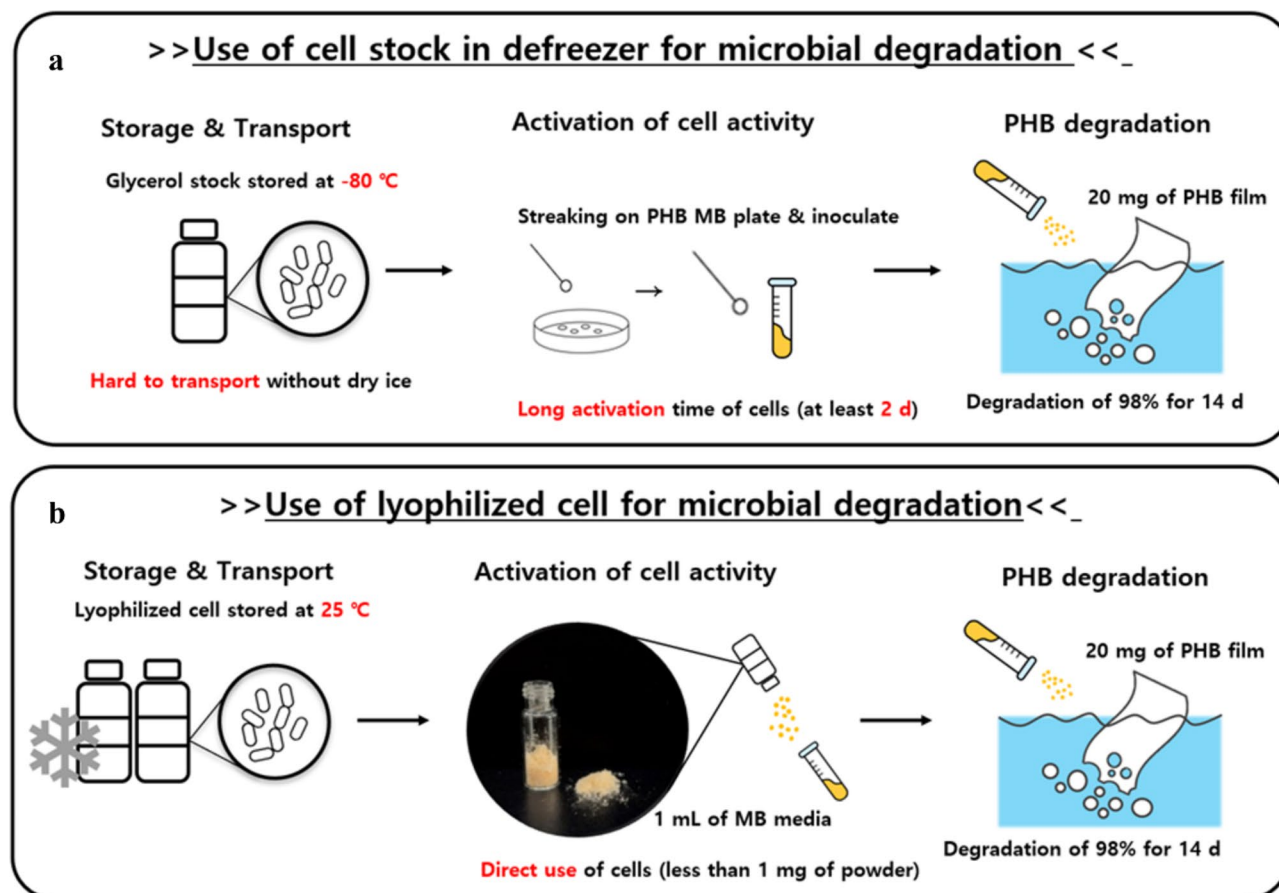 a
>>Use of cell stock in defreezer for microbial degradation <<_
Storage & Transport
Activation of cell activity
PHB degradation
Glycerol stock stored at -80 ℃
Streaking on PHB MB plate & inoculate
20 mg of PHB film
Hard to transport without dry ice
Long activation time of cells (at least 2 d)
Degradation of 98% for 14 d
b
>>Use of lyophilized cell for microbial degradation<<_
Storage & Transport
Activation of cell activity
PHB degradation
Lyophilized cell stored at 25 ℃
20 mg of PHB film
1 mL of MB media
Direct use of cells (less than 1 mg of powder)
Degradation of 98% for 14 d